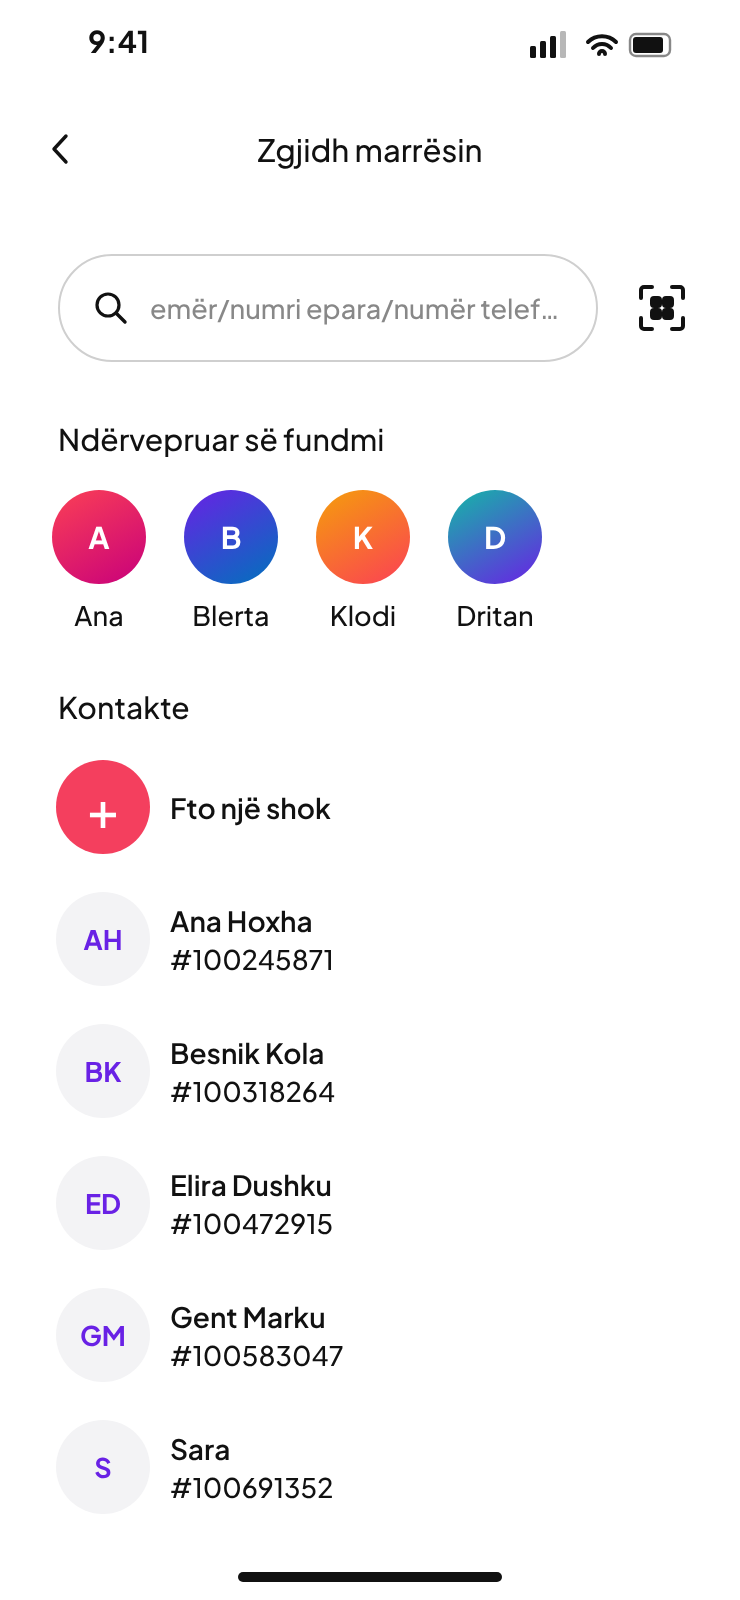 9:41
Zgjidh marrësin
emër/numri epara/numër telef...
Ndërvepruar së fundmi
A
B
K
D
Ana
Blerta
Klodi
Dritan
Kontakte
+
Fto një shok
AH
Ana Hoxha
#100245871
BK
Besnik Kola
#100318264
ED
Elira Dushku
#100472915
GM
Gent Marku
#100583047
S
Sara
#100691352